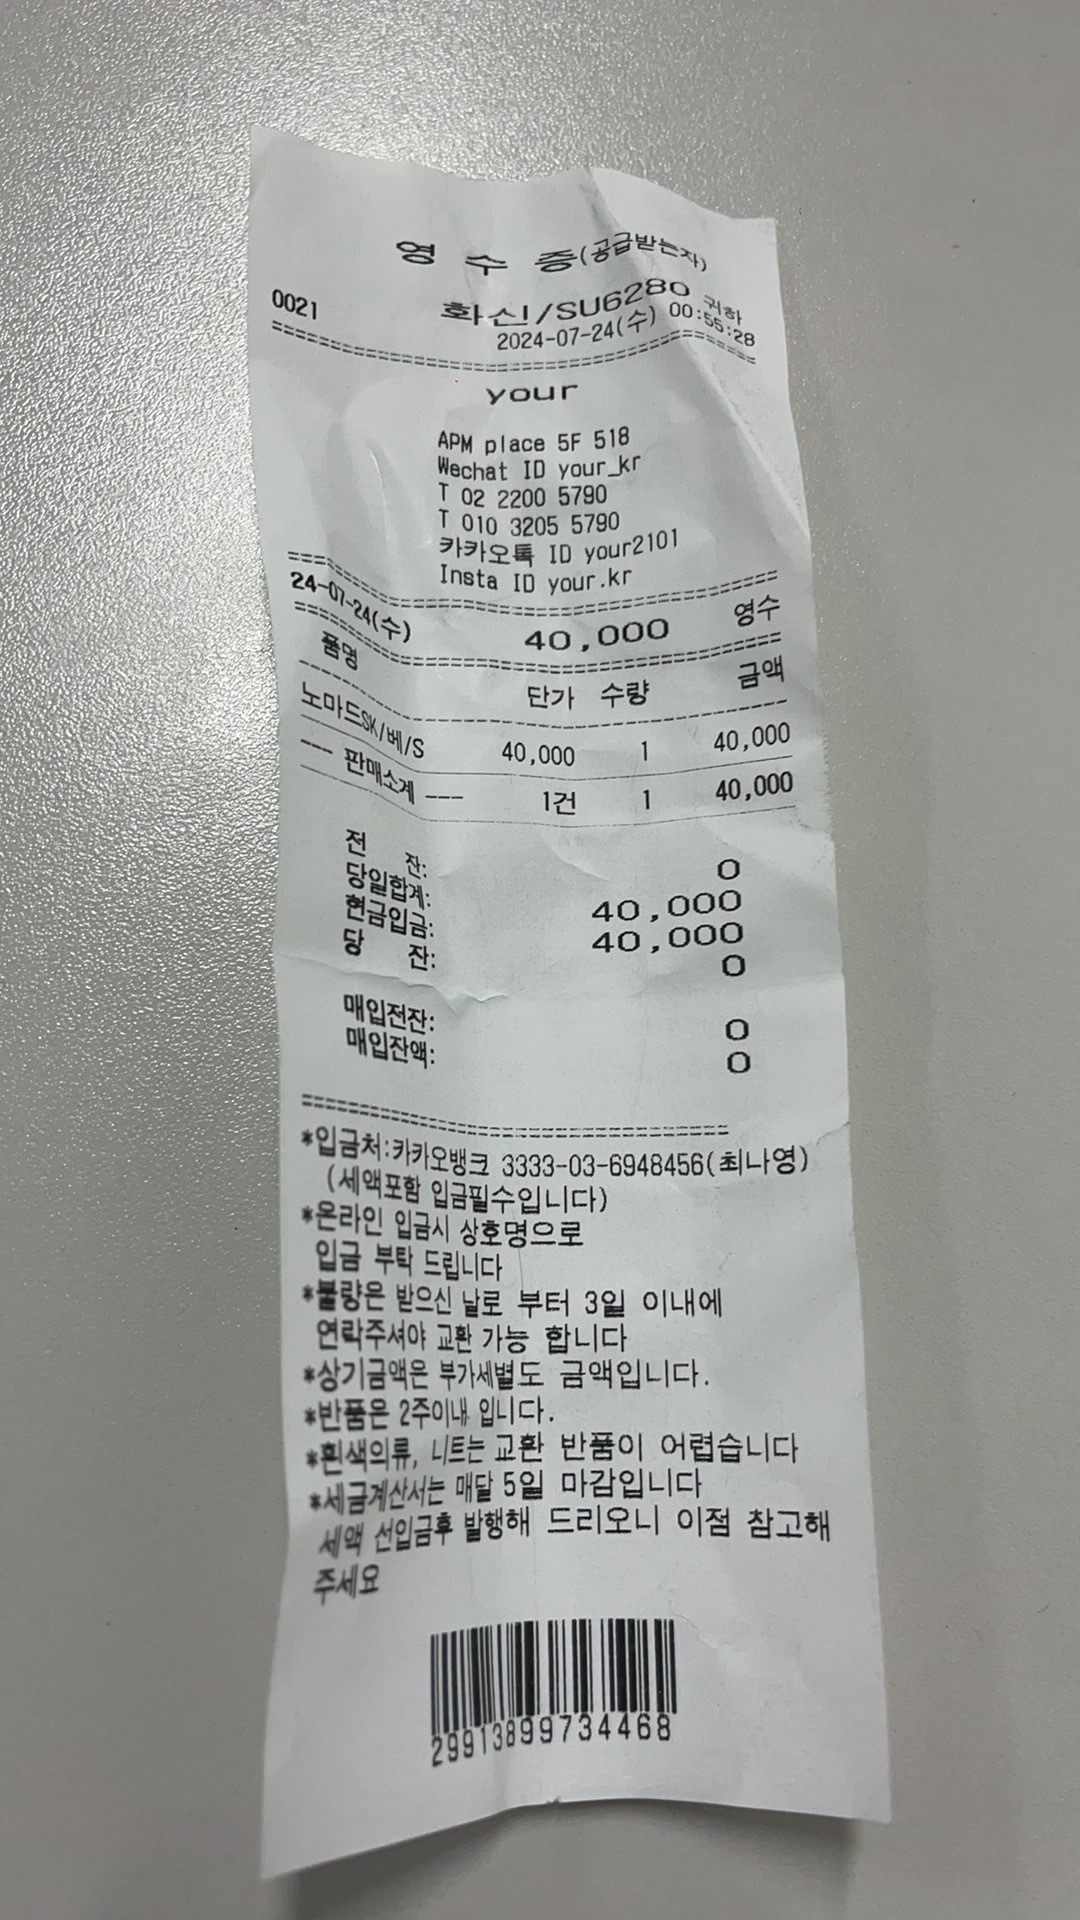 영 수 증(공급받는자)
0021 화신/SU6280 귀하
2024-07-24(수) 00:55:28
================================
your
APM place 5F 518
Wechat ID your_kr
T 02 2200 5790
T 010 3205 5790
카카오톡 ID your2101
Insta ID your.kr
================================
24-07-24(수) 40,000 영수
================================
품명 단가 수량 금액
--------------------------------
노마드SK/베/S 40,000 1 40,000
--- 판매소계 --- 1건 1 40,000
전 잔: 0
당일합계: 40,000
현금입금: 40,000
당 잔: 0
매입전잔: 0
매입잔액: 0
================================
*입금처:카카오뱅크 3333-03-6948456(최나영)
(세액포함 입금필수입니다)
*온라인 입금시 상호명으로
입금 부탁 드립니다
*불량은 받으신 날로 부터 3일 이내에
연락주셔야 교환 가능 합니다
*상기금액은 부가세별도 금액입니다.
*반품은 2주이내 입니다.
*흰색의류, 니트는 교환 반품이 어렵습니다
*세금계산서는 매달 5일 마감입니다
세액 선입금후 발행해 드리오니 이점 참고해
주세요
29913899734468